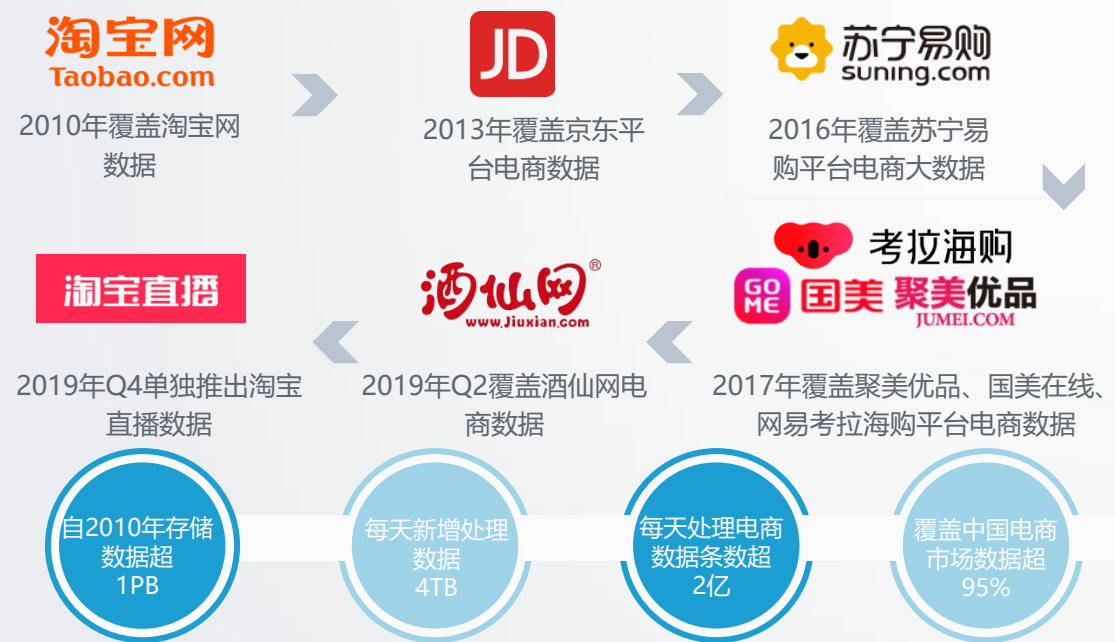 淘宝网
Taobao.com
2010年覆盖淘宝网
数据
JD
2013年覆盖京东平
台电商数据
苏宁易购
suning.com
2016年覆盖苏宁易
购平台电商大数据
考拉海购
GO
ME
国美
聚美优品
JUMEI.COM
2017年覆盖聚美优品、国美在线、
网易考拉海购平台电商数据
酒仙网®
www.Jiuxian.com
2019年Q2覆盖酒仙网电
商数据
淘宝直播
2019年Q4单独推出淘宝
直播数据
自2010年存储
数据超
1PB
每天新增处理
数据
4TB
每天处理电商
数据条数超
2亿
覆盖中国电商
市场数据超
95%